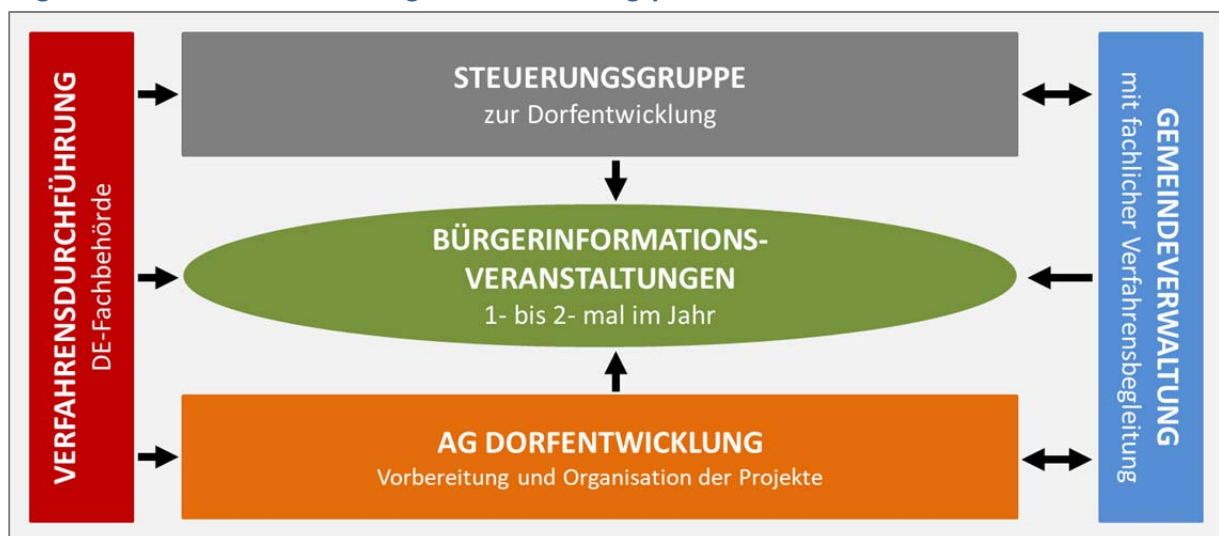 VERFAHRENSDURCHFÜHRUNG
DE-Fachbehörde
STEUERUNGSGRUPPE
zur Dorfentwicklung
BÜRGERINFORMATIONS-
VERANSTALTUNGEN
1- bis 2- mal im Jahr
AG DORFENTWICKLUNG
Vorbereitung und Organisation der Projekte
GEMEINDEVERWALTUNG
mit fachlicher Verfahrensbegleitung